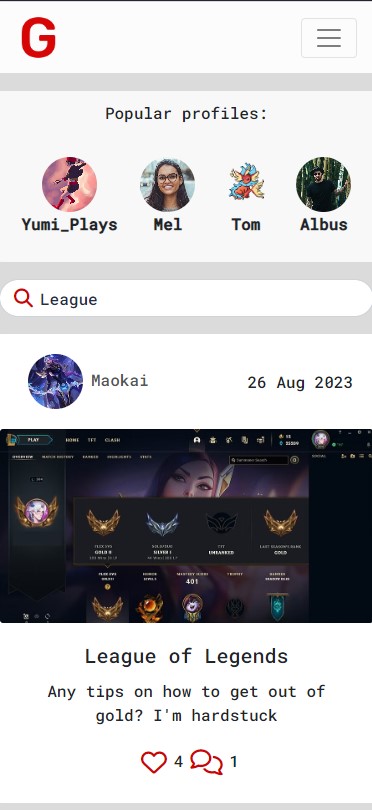 G
Popular profiles:
Yumi_Plays Mel Tom Albus
League
Maokai 26 Aug 2023
PLAY HOME TFT CLASH
OVERVIEW MATCH HISTORY RANKED HIGHLIGHTS STATS
GOLD II SILVER I UNRANKED GOLD
401
League of Legends
Any tips on how to get out of
gold? I'm hardstuck
4 1